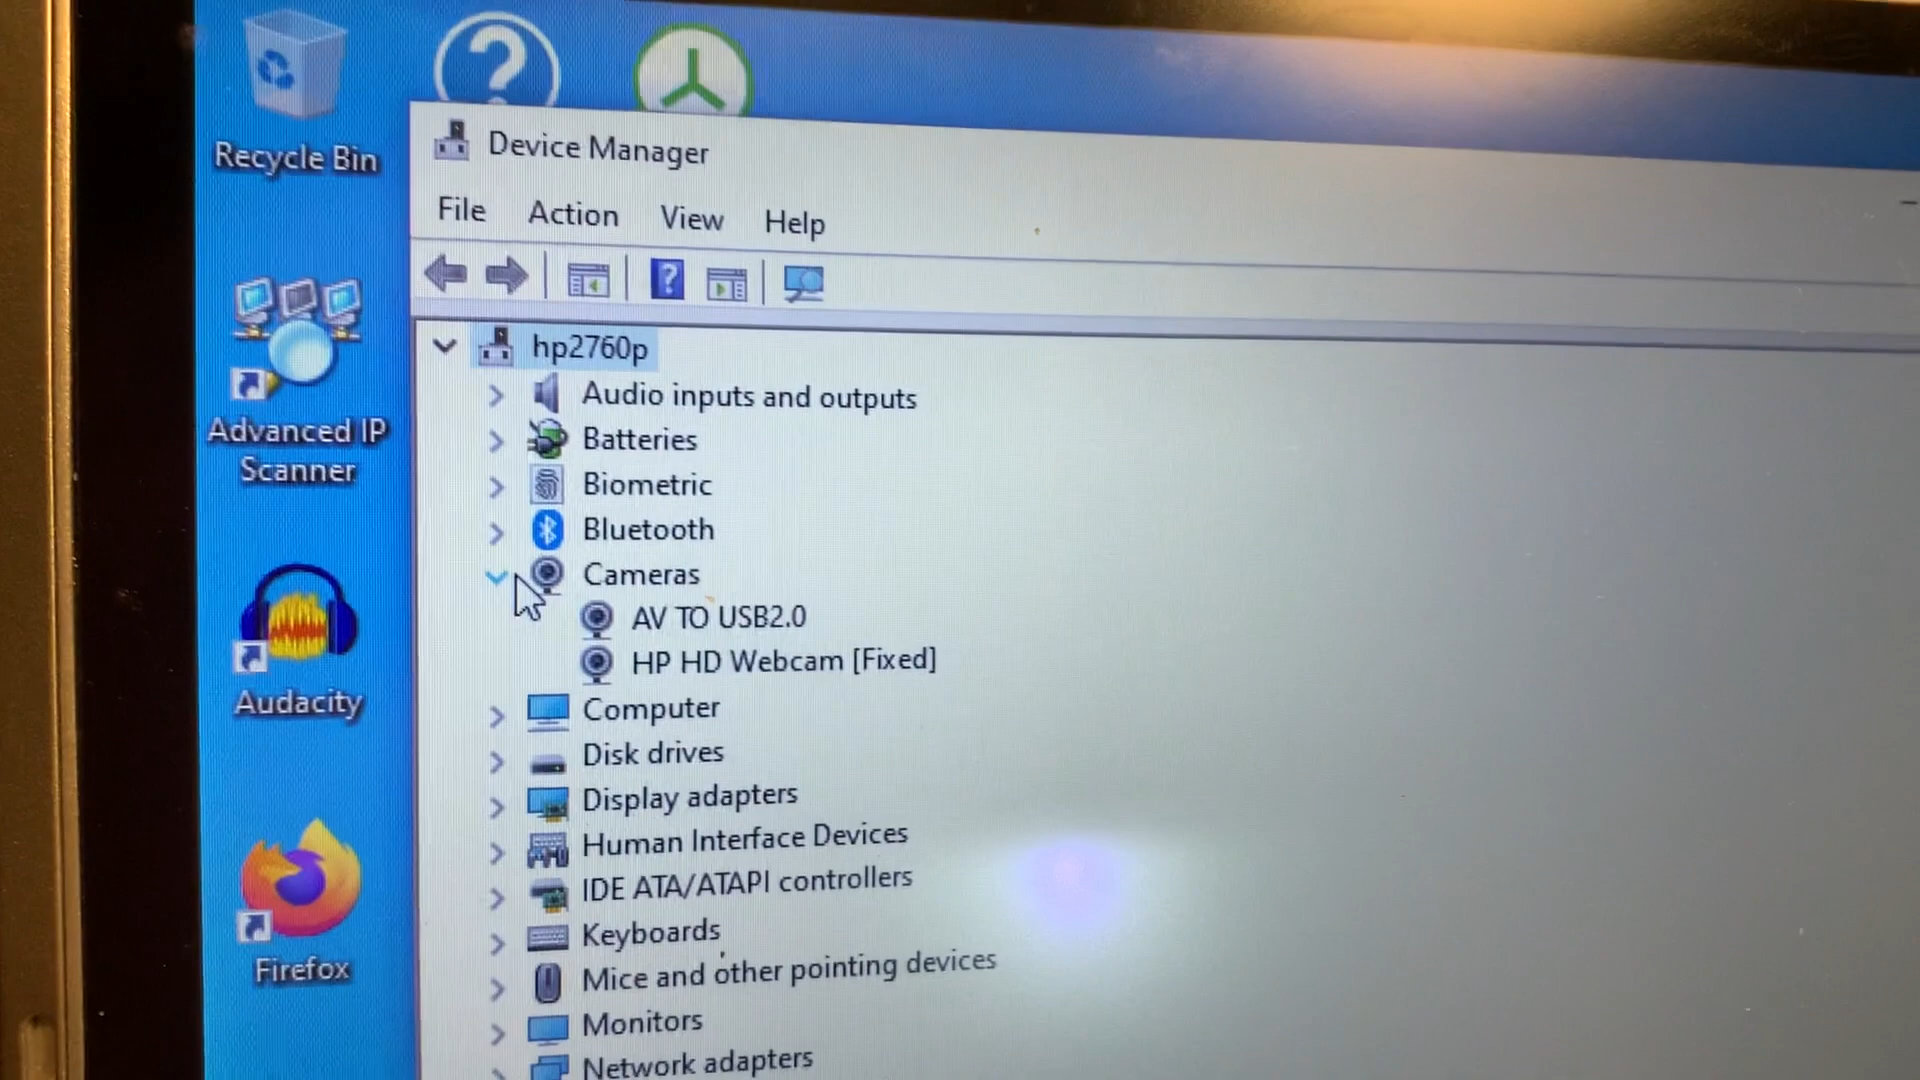 Recycle Bin
Advanced IP
Scanner
Audacity
Firefox
Device Manager
File Action View Help
hp2760p
Audio inputs and outputs
Batteries
Biometric
Bluetooth
Cameras
AV TO USB2.0
HP HD Webcam [Fixed]
Computer
Disk drives
Display adapters
Human Interface Devices
IDE ATA/ATAPI controllers
Keyboards
Mice and other pointing devices
Monitors
Network adapters